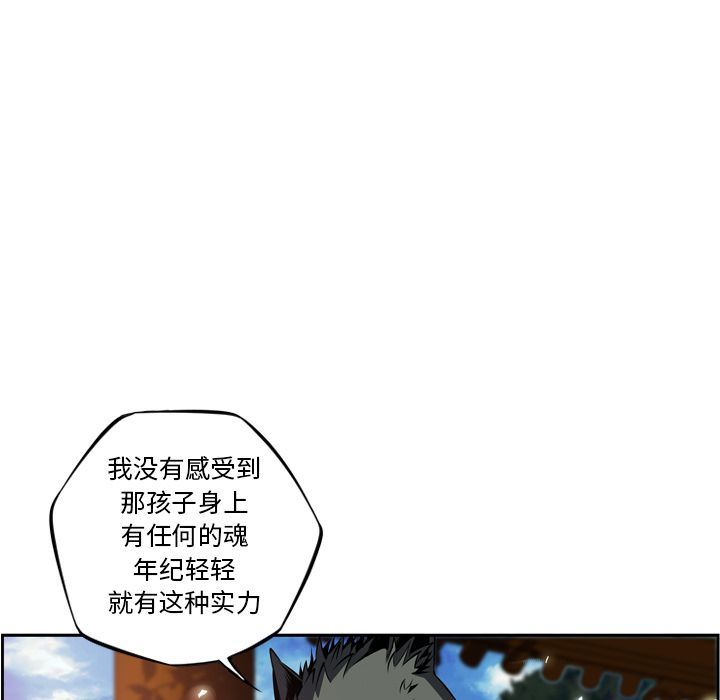 我没有感受到
那孩子身上
有任何的魂
年纪轻轻
就有这种实力